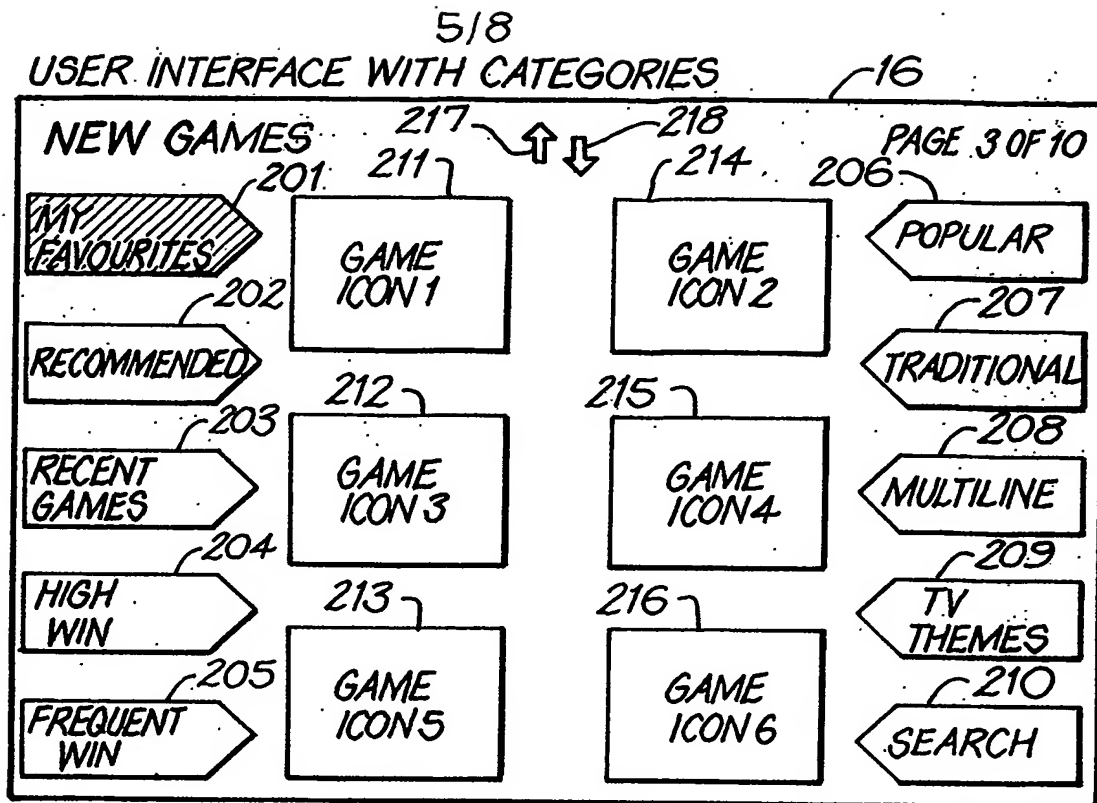 5/8
USER INTERFACE WITH CATEGORIES
16
NEW GAMES
217
218
PAGE 3 OF 10
201
211
214
206
MY
FAVOURITES
GAME
ICON 1
GAME
ICON 2
POPULAR
202
207
RECOMMENDED
TRADITIONAL
203
212
215
208
RECENT
GAMES
GAME
ICON 3
GAME
ICON 4
MULTILINE
204
209
HIGH
WIN
TV
THEMES
213
216
205
210
FREQUENT
WIN
GAME
ICON 5
GAME
ICON 6
SEARCH